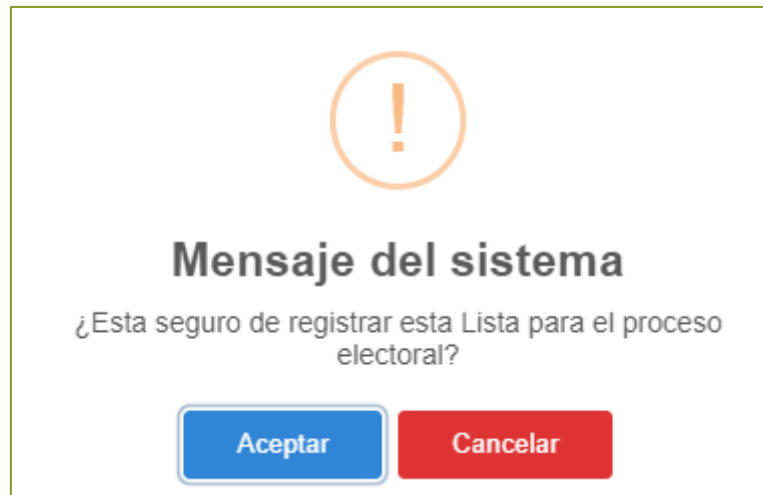 !
Mensaje del sistema
¿Esta seguro de registrar esta Lista para el proceso
electoral?
Aceptar
Cancelar